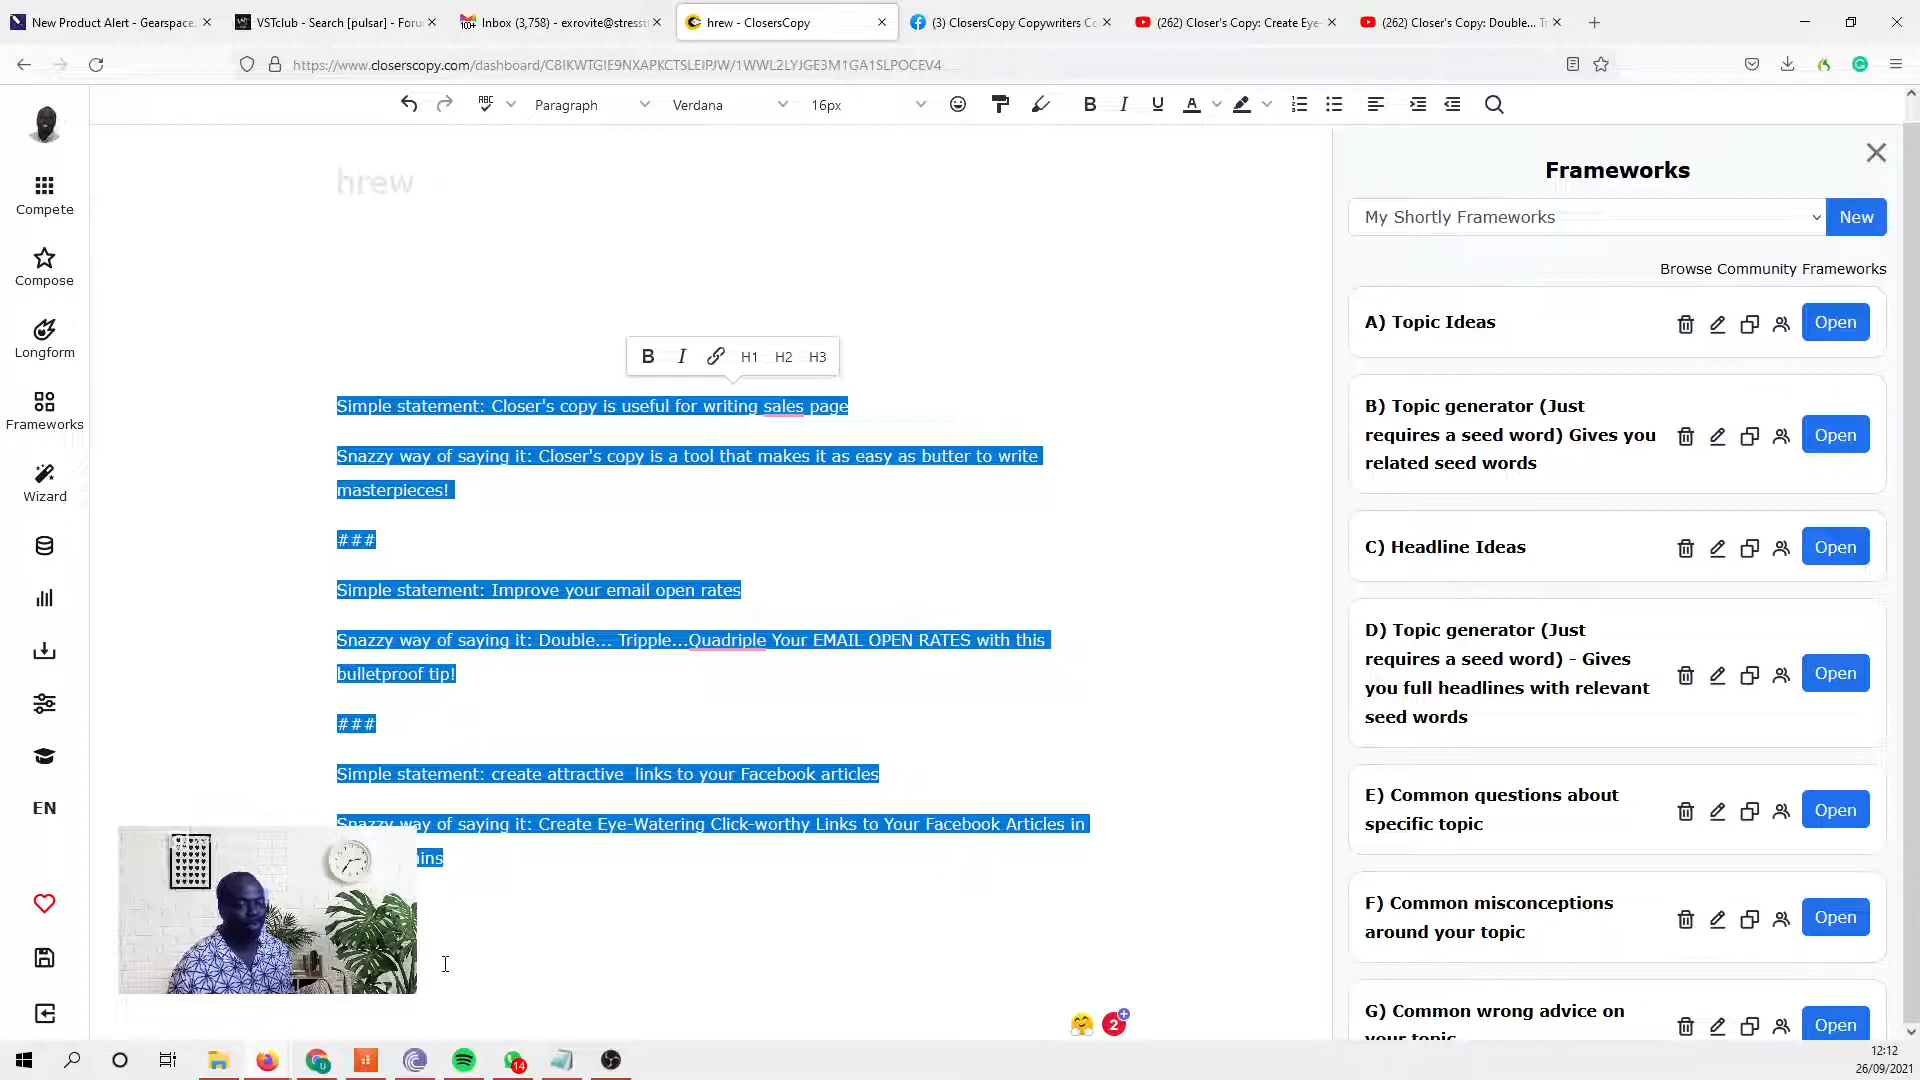 New Product Alert - Gearspace.
VSTclub - Search [pulsar] - Foru
Inbox (3,758) - exrovite@stresst
hrew - ClosersCopy
(3) ClosersCopy Copywriters Co
(262) Closer's Copy: Create Eye-
(262) Closer's Copy: Double... Tr
https://www.closerscopy.com/dashboard/C8IKWTGIE9NXAPKCTSLEIPJW/1WWL2LYJGE3M1GA1SLPOCEV4
ABC
Paragraph
Verdana
16px
B I U A
hrew
Compete
Compose
Longform
Frameworks
Wizard
EN
B I H1 H2 H3
Simple statement: Closer's copy is useful for writing sales page
Snazzy way of saying it: Closer's copy is a tool that makes it as easy as butter to write
masterpieces!
###
Simple statement: Improve your email open rates
Snazzy way of saying it: Double... Tripple...Quadriple Your EMAIL OPEN RATES with this
bulletproof tip!
###
Simple statement: create attractive  links to your Facebook articles
Snazzy way of saying it: Create Eye-Watering Click-worthy Links to Your Facebook Articles in
2
Frameworks
My Shortly Frameworks
New
Browse Community Frameworks
A) Topic Ideas
Open
B) Topic generator (Just
requires a seed word) Gives you
related seed words
Open
C) Headline Ideas
Open
D) Topic generator (Just
requires a seed word) - Gives
you full headlines with relevant
seed words
Open
E) Common questions about
specific topic
Open
F) Common misconceptions
around your topic
Open
G) Common wrong advice on
your topic
Open
14
12:12
26/09/2021